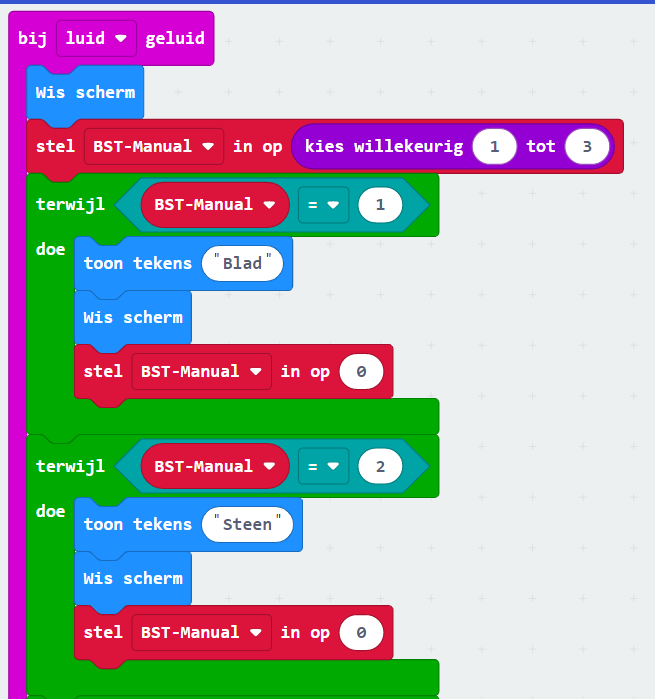 bij luid geluid
Wis scherm
stel BST-Manual in op kies willekeurig 1 tot 3
terwijl BST-Manual = 1
doe
toon tekens "Blad"
Wis scherm
stel BST-Manual in op 0
terwijl BST-Manual = 2
doe
toon tekens "Steen"
Wis scherm
stel BST-Manual in op 0